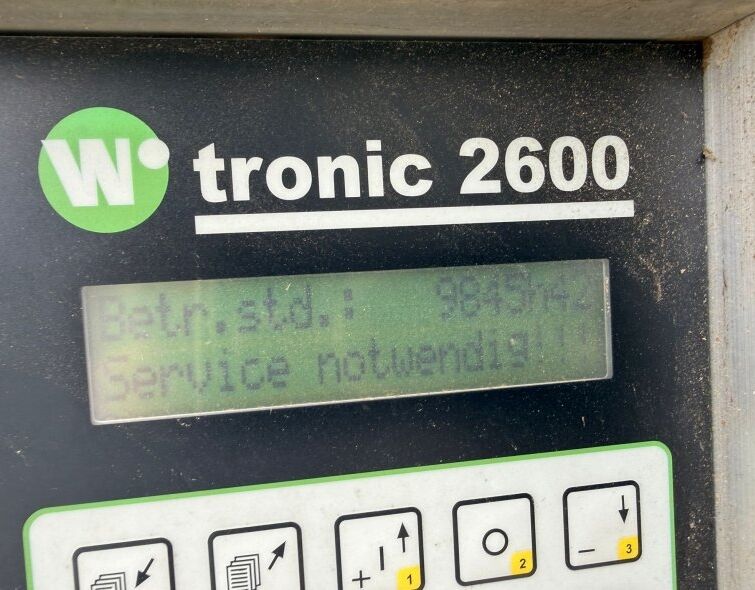 W tronic 2600
Betr.std.: 9845h42
Service notwendig!!!
+ 1
2
- 3